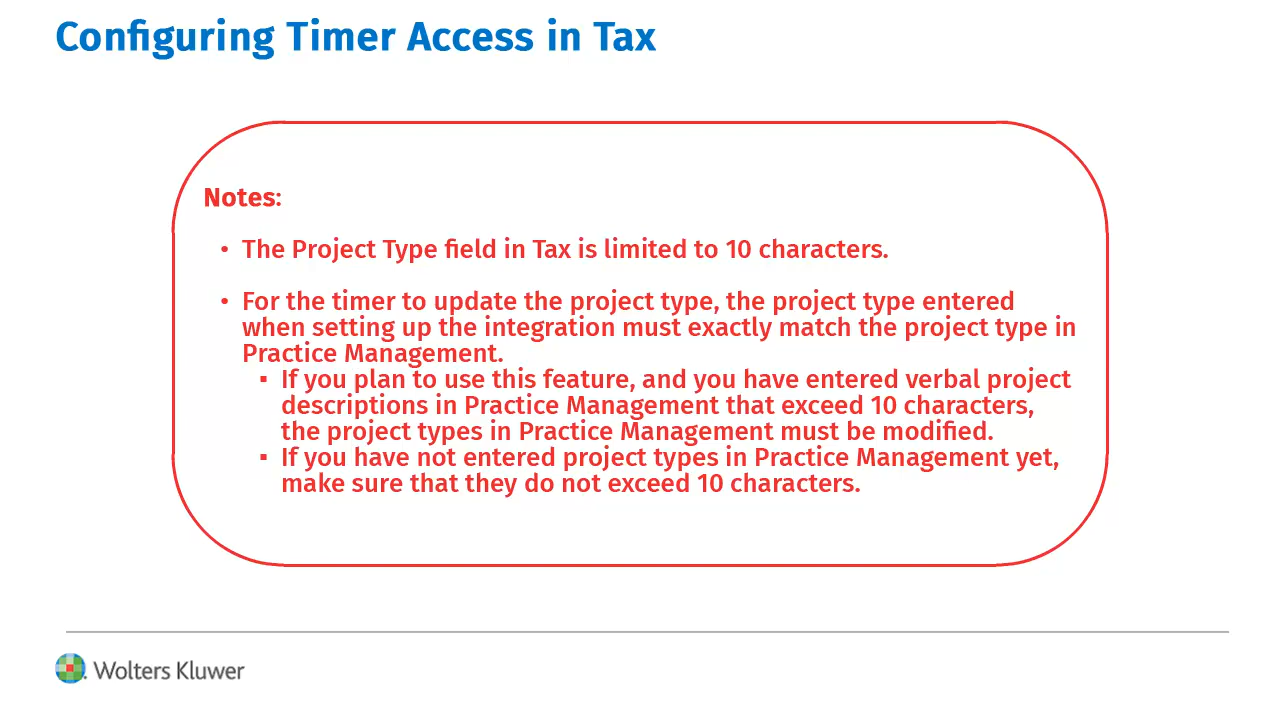 Configuring Timer Access in Tax
Notes:
• The Project Type field in Tax is limited to 10 characters.
• For the timer to update the project type, the project type entered
when setting up the integration must exactly match the project type in
Practice Management.
▪ If you plan to use this feature, and you have entered verbal project
descriptions in Practice Management that exceed 10 characters,
the project types in Practice Management must be modified.
▪ If you have not entered project types in Practice Management yet,
make sure that they do not exceed 10 characters.
Wolters Kluwer